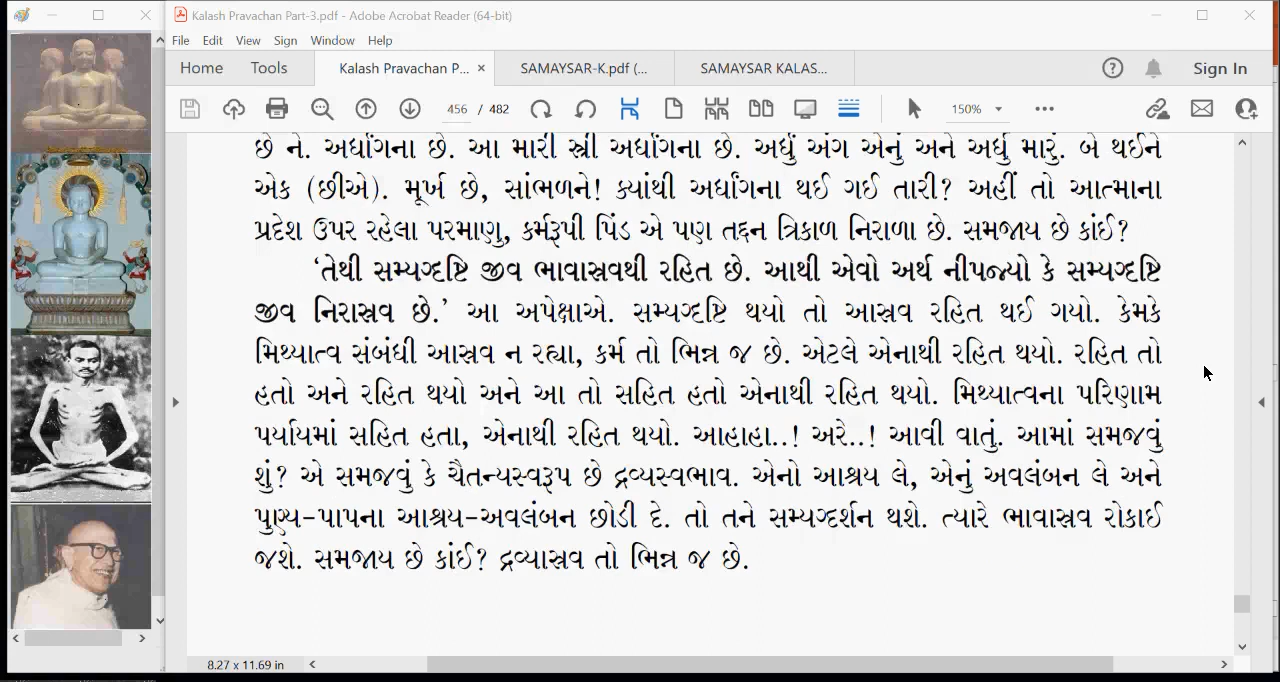 Kalash Pravachan Part-3.pdf - Adobe Acrobat Reader (64-bit)
File Edit View Sign Window Help
Home Tools Kalash Pravachan P... × SAMAYSAR-K.pdf (... SAMAYSAR KALAS... Sign In
456 / 482 150%
છે ને. અર્ધાંગના છે. આ મારી સ્ત્રી અર્ધાંગના છે. અર્ધું અંગ એનું અને અર્ધુ મારું. બે થઈને
એક (છીએ). મૂર્ખ છે, સાંભળને! ક્યાંથી અર્ધાંગના થઈ ગઈ તારી? અહીં તો આત્માના
પ્રદેશ ઉપર રહેલા પરમાણુ, કર્મરૂપી પિંડ એ પણ તદ્દન ત્રિકાળ નિરાળા છે. સમજાય છે કાંઈ?
‘તેથી સમ્યગ્દષ્ટિ જીવ ભાવાસ્રવથી રહિત છે. આથી એવો અર્થ નીપજ્યો કે સમ્યગ્દષ્ટિ
જીવ નિરાસ્રવ છે.’ આ અપેક્ષાએ. સમ્યગ્દષ્ટિ થયો તો આસ્રવ રહિત થઈ ગયો. કેમકે
મિથ્યાત્વ સંબંધી આસ્રવ ન રહ્યા, કર્મ તો ભિન્ન જ છે. એટલે એનાથી રહિત થયો. રહિત તો
હતો અને રહિત થયો અને આ તો સહિત હતો એનાથી રહિત થયો. મિથ્યાત્વના પરિણામ
પર્યાયમાં સહિત હતા, એનાથી રહિત થયો. આહાહા..! અરે..! આવી વાતું. આમાં સમજવું
શું? એ સમજવું કે ચૈતન્યસ્વરૂપ છે દ્રવ્યસ્વભાવ. એનો આશ્રય લે, એનું અવલંબન લે અને
પુણ્ય-પાપના આશ્રય-અવલંબન છોડી દે. તો તને સમ્યગ્દર્શન થશે. ત્યારે ભાવાસ્રવ રોકાઈ
જશે. સમજાય છે કાંઈ? દ્રવ્યાસ્રવ તો ભિન્ન જ છે.
8.27 x 11.69 in